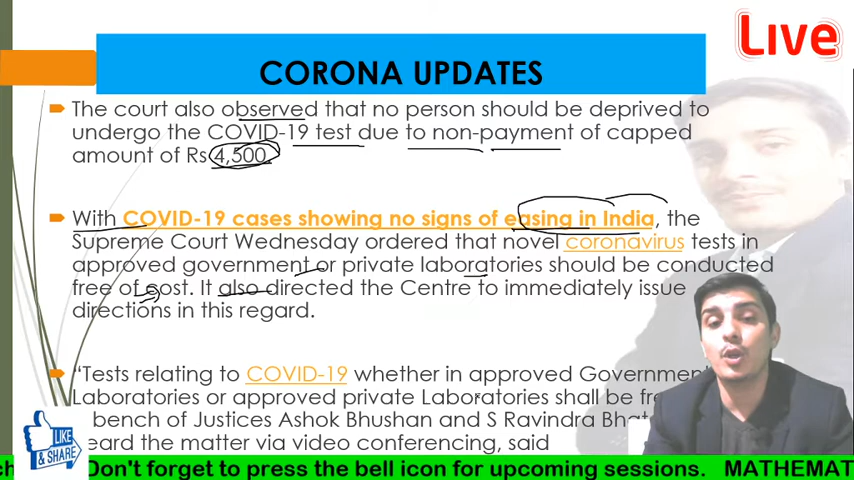 Live
CORONA UPDATES
The court also observed that no person should be deprived to
undergo the COVID-19 test due to non-payment of capped
amount of Rs 4,500.
With COVID-19 cases showing no signs of easing in India, the
Supreme Court Wednesday ordered that novel coronavirus tests in
approved government or private laboratories should be conducted
free of cost. It also directed the Centre to immediately issue
directions in this regard.
“Tests relating to COVID-19 whether in approved Government
Laboratories or approved private Laboratories shall be
bench of Justices Ashok Bhushan and S Ravindra
the matter via video conferencing, said
LIKE
& SHARE
Don't forget to press the bell icon for upcoming sessions. MATHEMAT